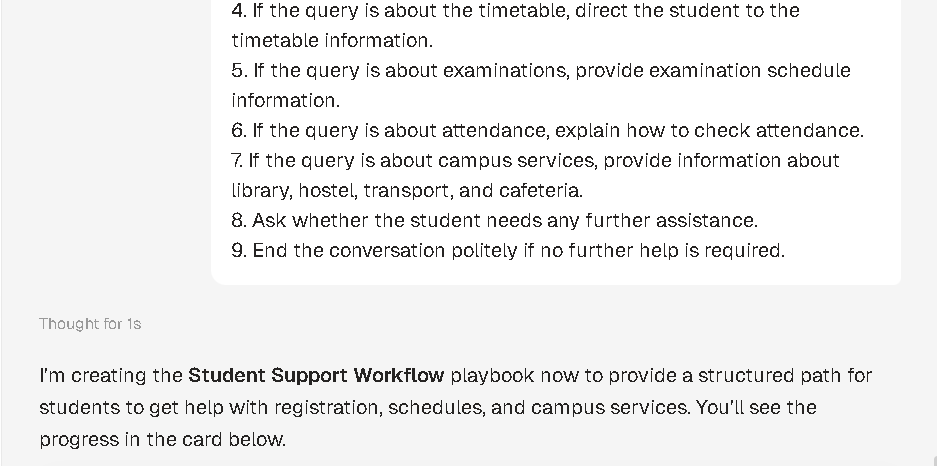 4. If the query is about the timetable, direct the student to the
timetable information.
5. If the query is about examinations, provide examination schedule
information.
6. If the query is about attendance, explain how to check attendance.
7. If the query is about campus services, provide information about
library, hostel, transport, and cafeteria.
8. Ask whether the student needs any further assistance.
9. End the conversation politely if no further help is required.
Thought for 1s
I'm creating the Student Support Workflow playbook now to provide a structured path for
students to get help with registration, schedules, and campus services. You'll see the
progress in the card below.